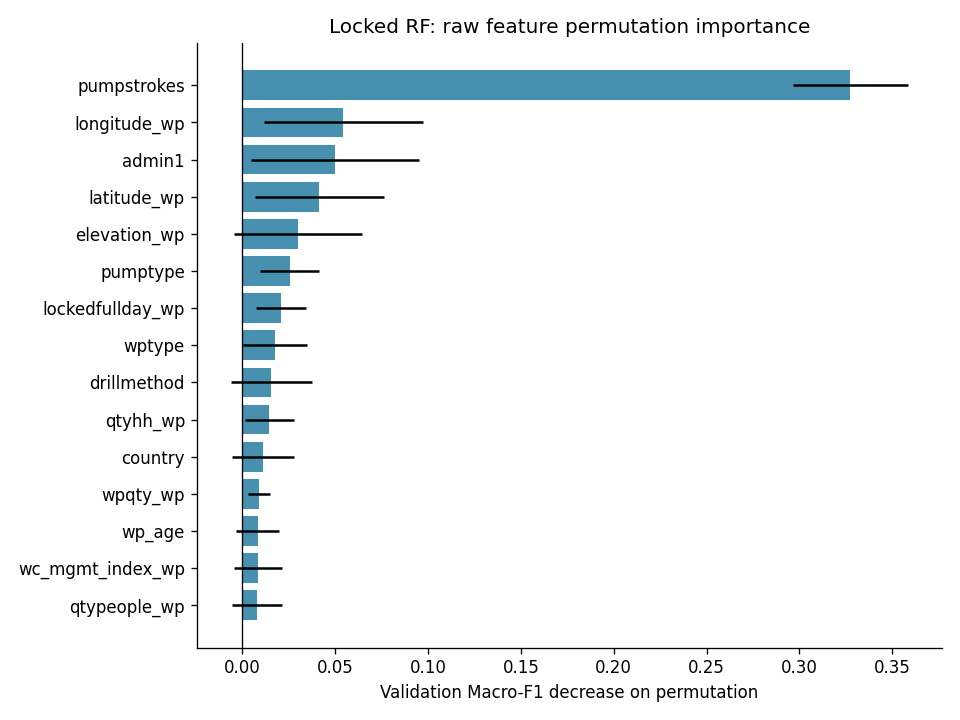 Locked RF: raw feature permutation importance
pumpstrokes
longitude_wp
admin1
latitude_wp
elevation_wp
pumptype
lockedfullday_wp
wptype
drillmethod
qtyhh_wp
country
wpqty_wp
wp_age
wc_mgmt_index_wp
qtypeople_wp
0.00 0.05 0.10 0.15 0.20 0.25 0.30 0.35
Validation Macro-F1 decrease on permutation